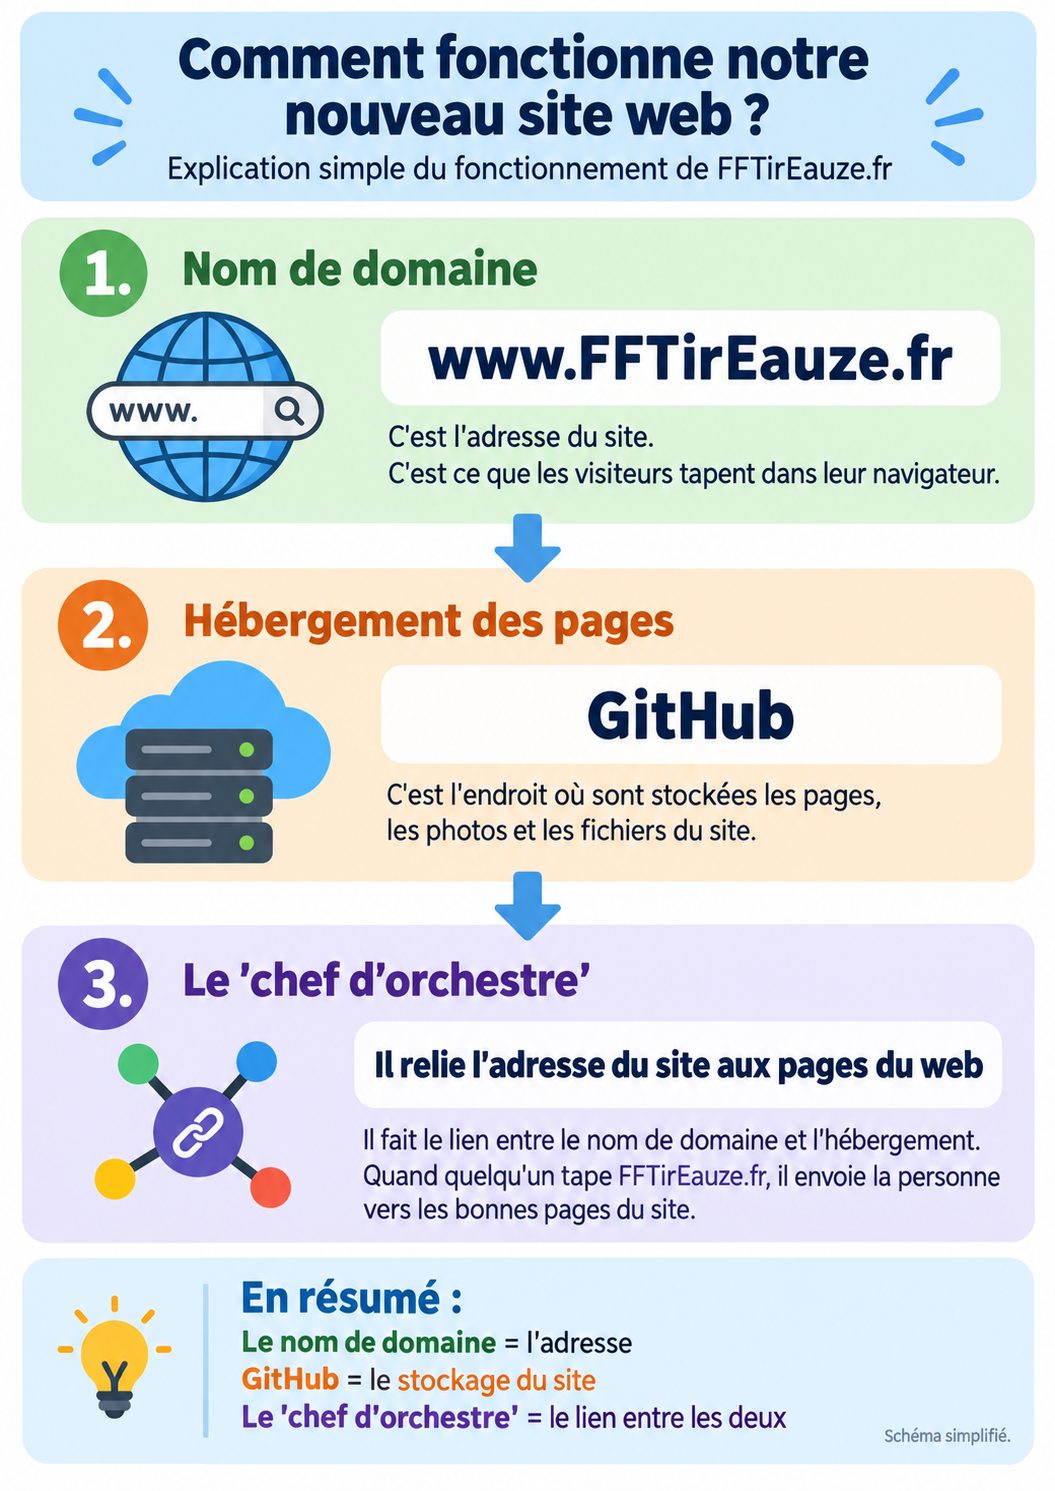 Comment fonctionne notre
nouveau site web ?
Explication simple du fonctionnement de FFTirEauze.fr
1.
Nom de domaine
www.
www.FFTirEauze.fr
C'est l'adresse du site.
C'est ce que les visiteurs tapent dans leur navigateur.
2.
Hébergement des pages
GitHub
C'est l'endroit où sont stockées les pages,
les photos et les fichiers du site.
3.
Le ’chef d’orchestre’
Il relie l’adresse du site aux pages du web
Il fait le lien entre le nom de domaine et l’hébergement.
Quand quelqu'un tape FFTirEauze.fr, il envoie la personne
vers les bonnes pages du site.
En résumé :
Le nom de domaine = l'adresse
GitHub = le stockage du site
Le 'chef d’orchestre’ = le lien entre les deux
Schéma simplifié.